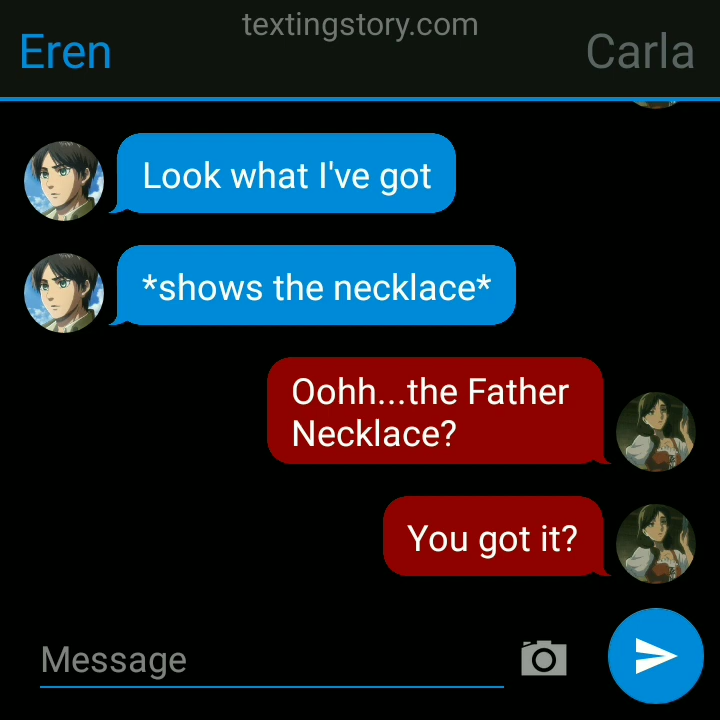 textingstory.com
Eren
Carla
Look what I've got
*shows the necklace*
Oohh...the Father
Necklace?
You got it?
Message